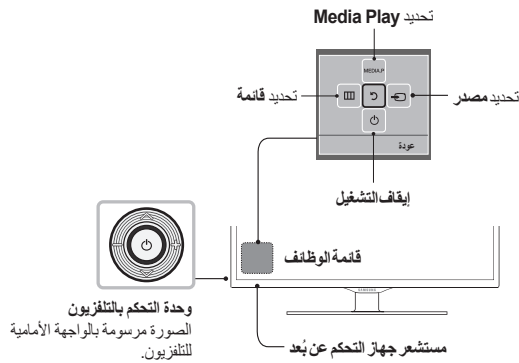 تحديد Media Play
MEDIA.P
تحديد قائمة
تحديد مصدر
عودة
إيقاف التشغيل
قائمة الوظائف
SAMSUNG
وحدة التحكم بالتلفزيون
الصورة مرسومة بالواجهة الأمامية
للتلفزيون.
مستشعر جهاز التحكم عن بُعد